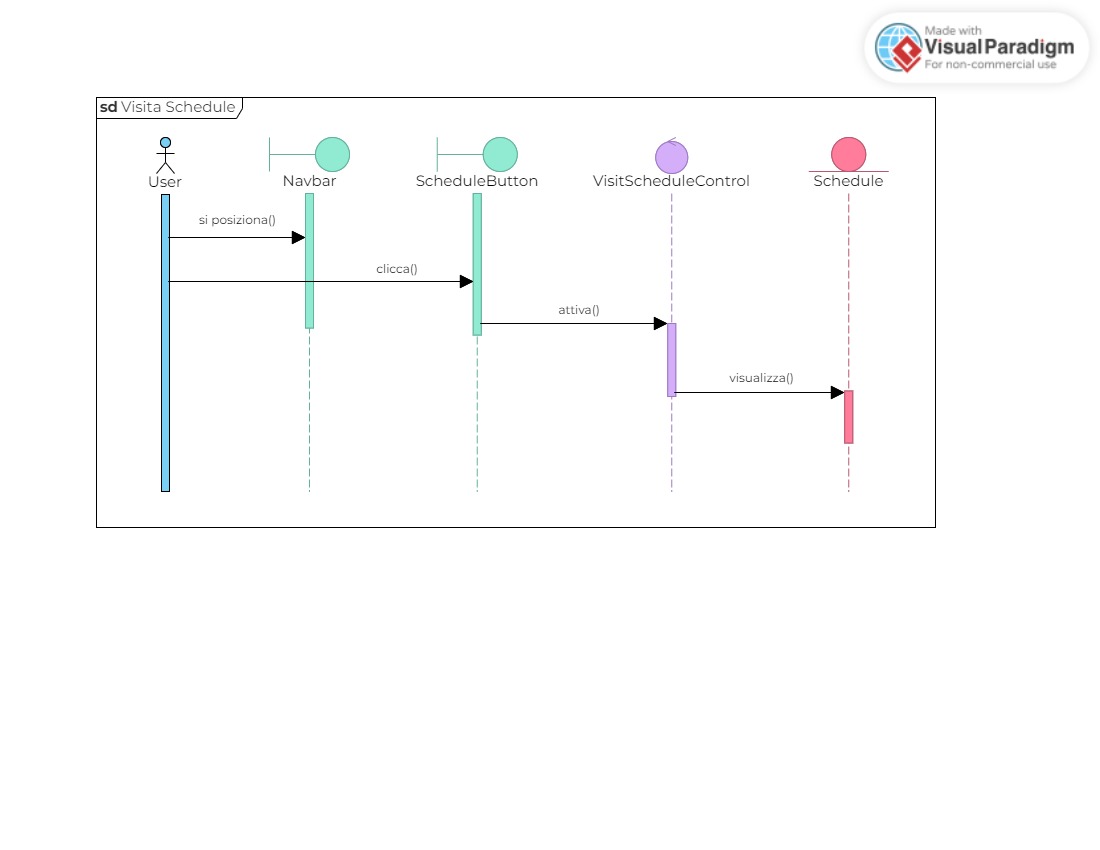 Made with
Visual Paradigm
For non-commercial use
sd Visita Schedule
User
Navbar
ScheduleButton
VisitScheduleControl
Schedule
si posiziona()
clicca()
attiva()
visualizza()